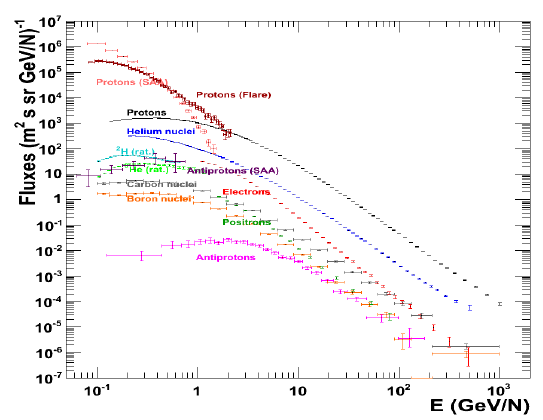 Fluxes (m² s sr GeV/N)⁻¹
10⁷
10⁶
10⁵
10⁴
10³
10²
10
1
10⁻¹
10⁻²
10⁻³
10⁻⁴
10⁻⁵
10⁻⁶
10⁻⁷
Protons (SAA)
Protons (Flare)
Protons
Helium nuclei
²H (rat.)
He (rat.)
Antiprotons (SAA)
Carbon nuclei
Electrons
Boron nuclei
Positrons
Antiprotons
10⁻¹
1
10
10²
10³
E (GeV/N)